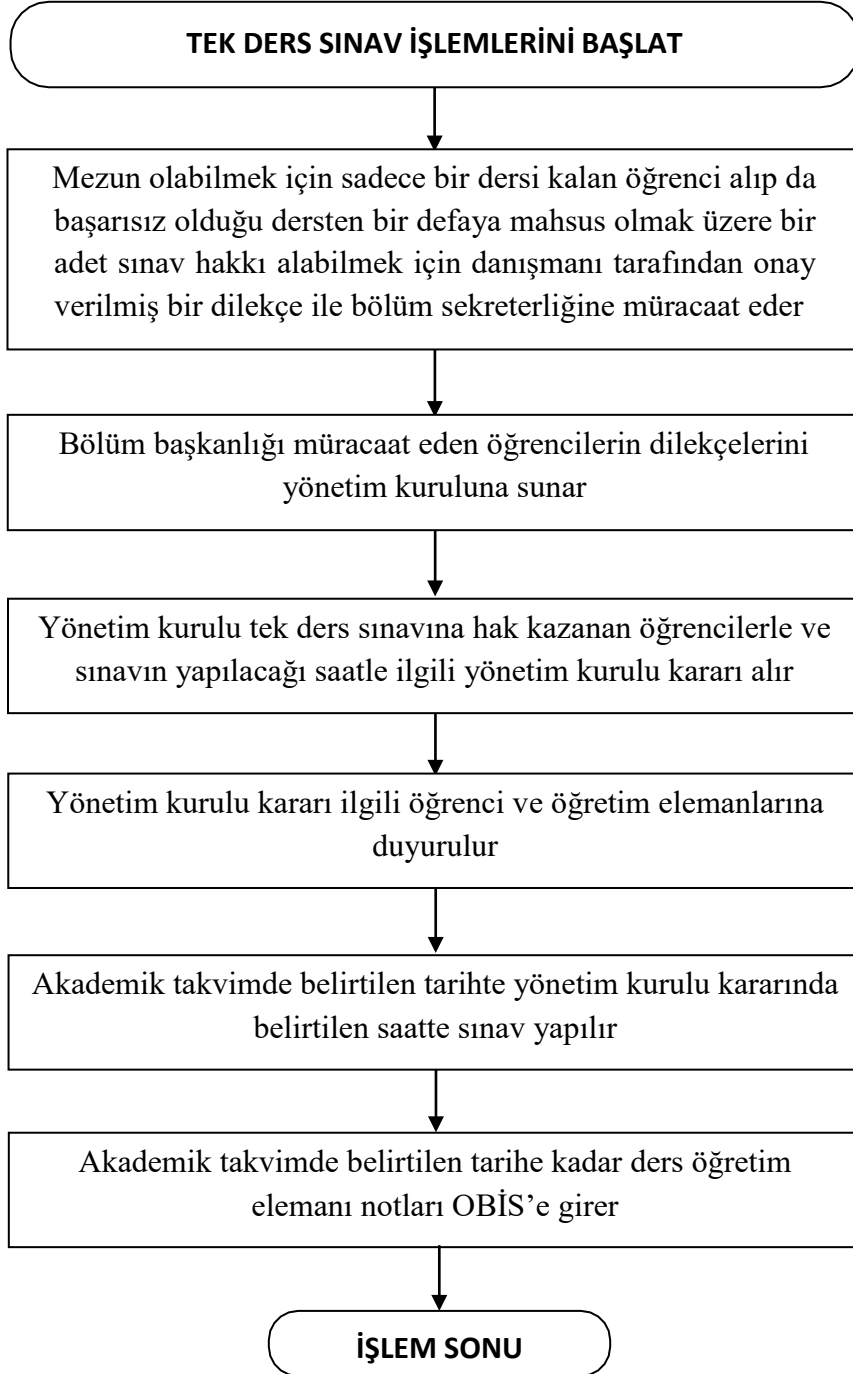 TEK DERS SINAV İŞLEMLERİNİ BAŞLAT
Mezun olabilmek için sadece bir dersi kalan öğrenci alıp da
başarısız olduğu dersten bir defaya mahsus olmak üzere bir
adet sınav hakkı alabilmek için danışmanı tarafından onay
verilmiş bir dilekçe ile bölüm sekreterliğine müracaat eder
Bölüm başkanlığı müracaat eden öğrencilerin dilekçelerini
yönetim kuruluna sunar
Yönetim kurulu tek ders sınavına hak kazanan öğrencilerle ve
sınavın yapılacağı saatle ilgili yönetim kurulu kararı alır
Yönetim kurulu kararı ilgili öğrenci ve öğretim elemanlarına
duyurulur
Akademik takvimde belirtilen tarihte yönetim kurulu kararında
belirtilen saatte sınav yapılır
Akademik takvimde belirtilen tarihe kadar ders öğretim
elemanı notları OBİS’e girer
İŞLEM SONU